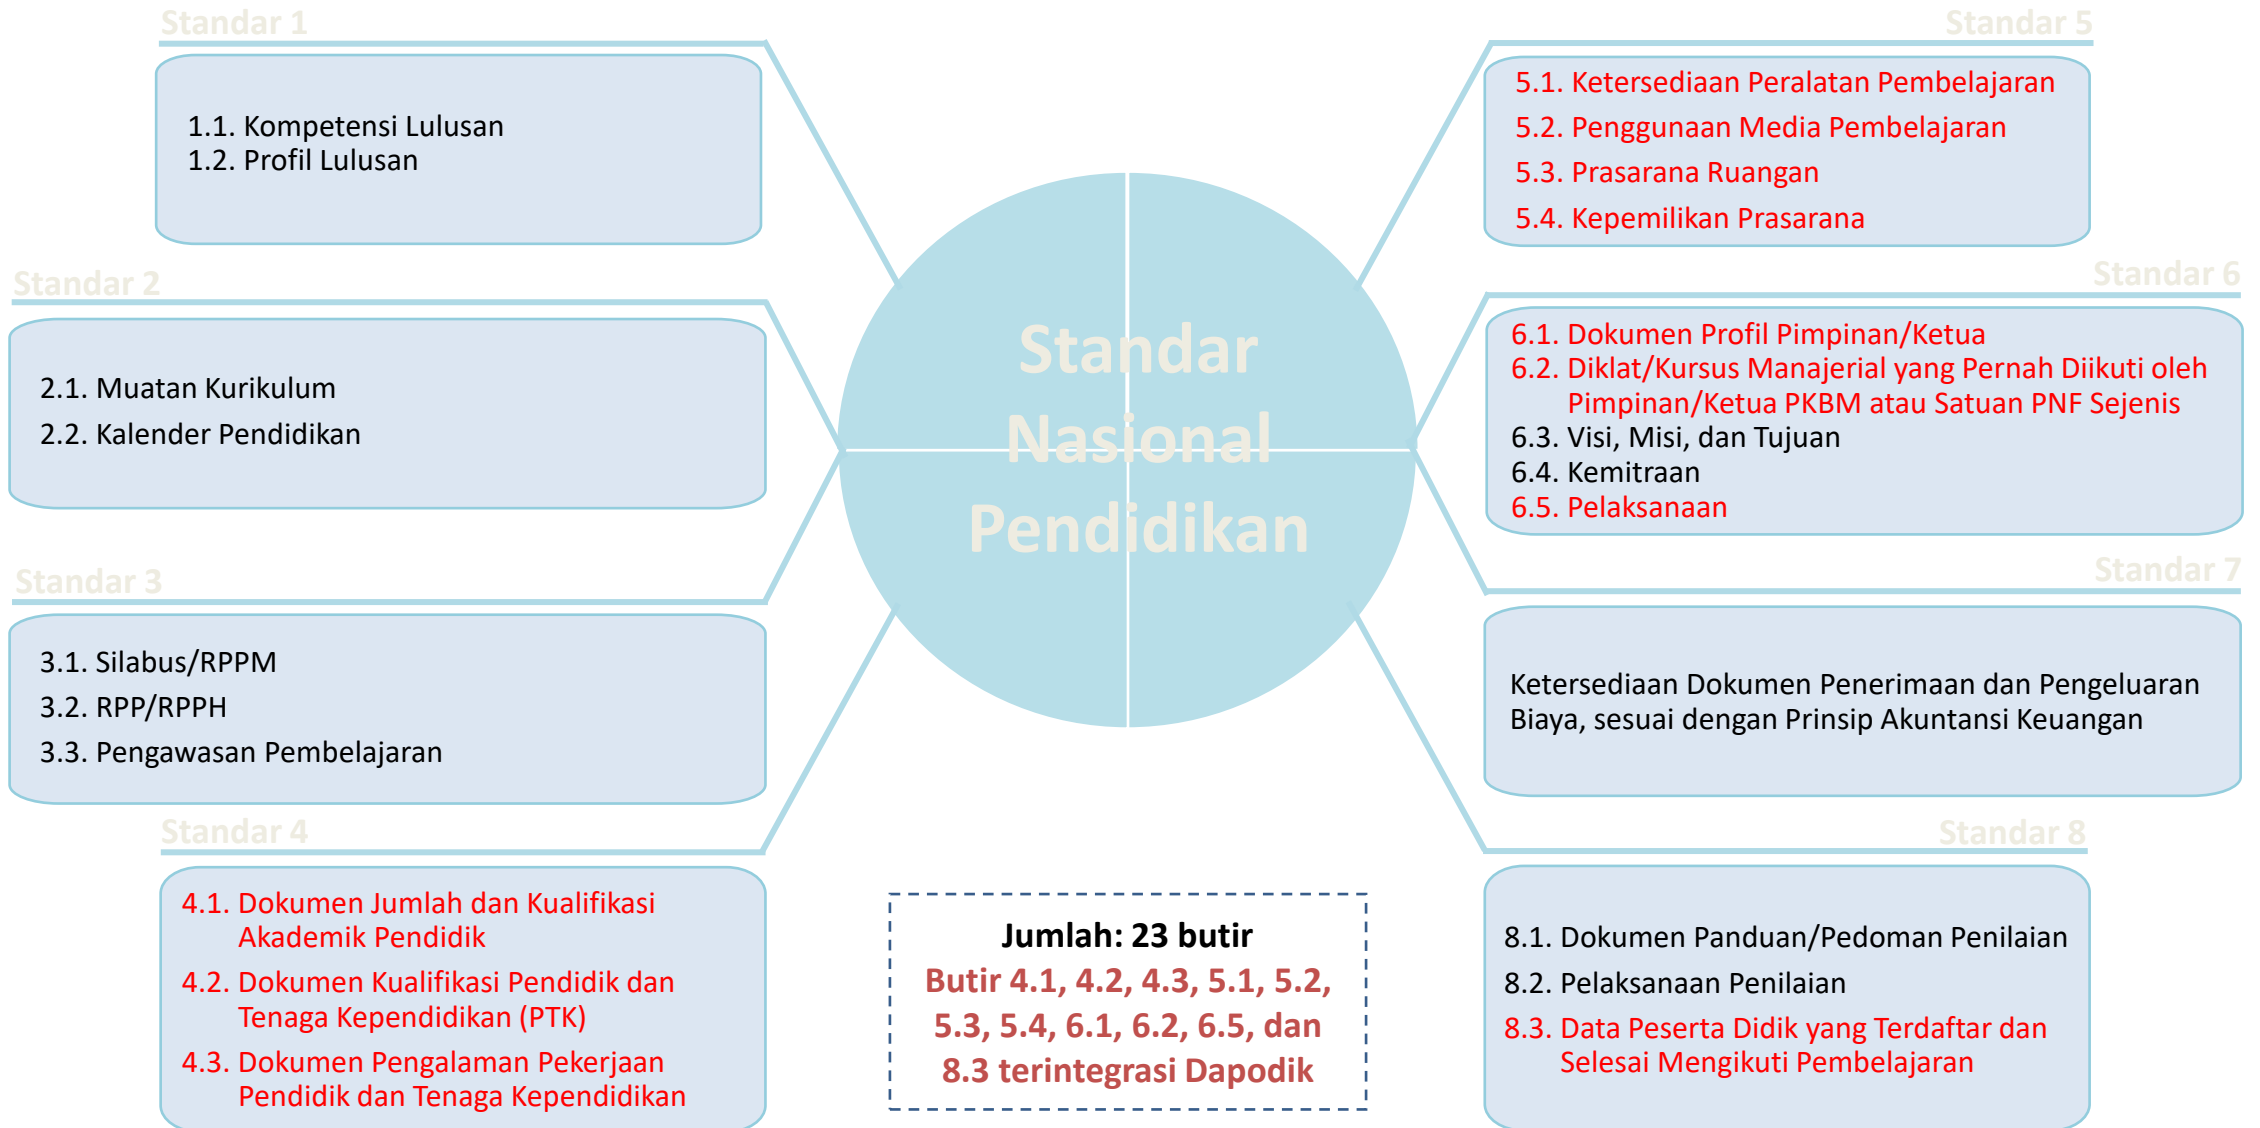 Standar 1
1.1. Kompetensi Lulusan
1.2. Profil Lulusan
Standar 2
2.1. Muatan Kurikulum
2.2. Kalender Pendidikan
Standar 3
3.1. Silabus/RPPM
3.2. RPP/RPPH
3.3. Pengawasan Pembelajaran
Standar 4
4.1. Dokumen Jumlah dan Kualifikasi
Akademik Pendidik
4.2. Dokumen Kualifikasi Pendidik dan
Tenaga Kependidikan (PTK)
4.3. Dokumen Pengalaman Pekerjaan
Pendidik dan Tenaga Kependidikan
Standar
Nasional
Pendidikan
Jumlah: 23 butir
Butir 4.1, 4.2, 4.3, 5.1, 5.2,
5.3, 5.4, 6.1, 6.2, 6.5, dan
8.3 terintegrasi Dapodik
Standar 5
5.1. Ketersediaan Peralatan Pembelajaran
5.2. Penggunaan Media Pembelajaran
5.3. Prasarana Ruangan
5.4. Kepemilikan Prasarana
Standar 6
6.1. Dokumen Profil Pimpinan/Ketua
6.2. Diklat/Kursus Manajerial yang Pernah Diikuti oleh
Pimpinan/Ketua PKBM atau Satuan PNF Sejenis
6.3. Visi, Misi, dan Tujuan
6.4. Kemitraan
6.5. Pelaksanaan
Standar 7
Ketersediaan Dokumen Penerimaan dan Pengeluaran
Biaya, sesuai dengan Prinsip Akuntansi Keuangan
Standar 8
8.1. Dokumen Panduan/Pedoman Penilaian
8.2. Pelaksanaan Penilaian
8.3. Data Peserta Didik yang Terdaftar dan
Selesai Mengikuti Pembelajaran